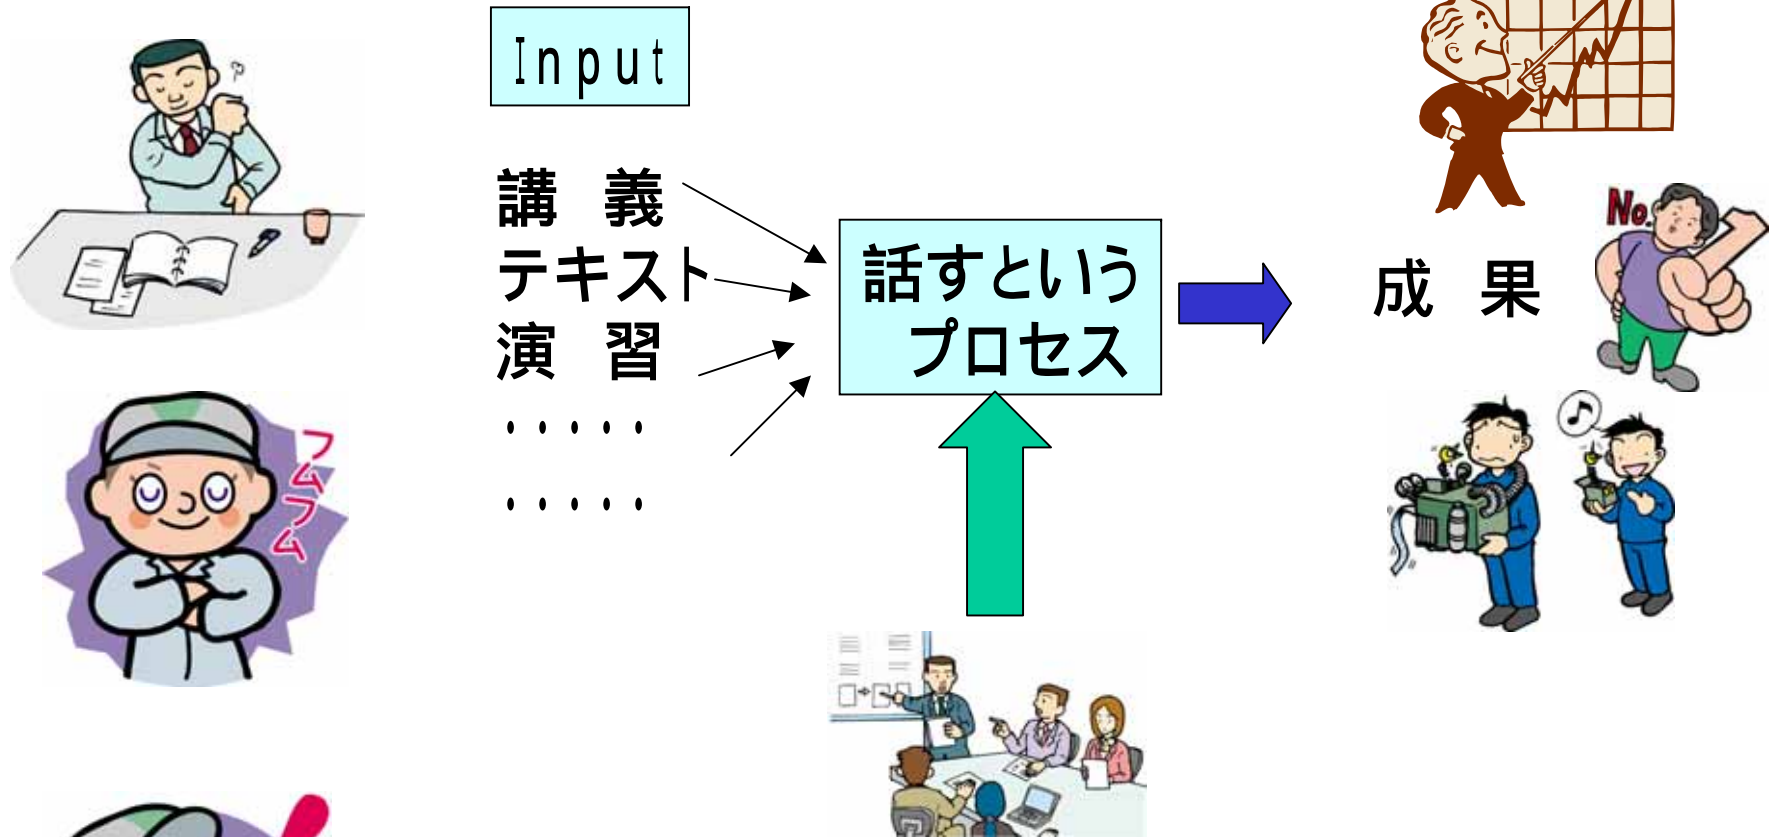 Input
講 義
テキスト
演 習
・・・・・
・・・・・
話すという
プロセス
成 果
No.
フムフム